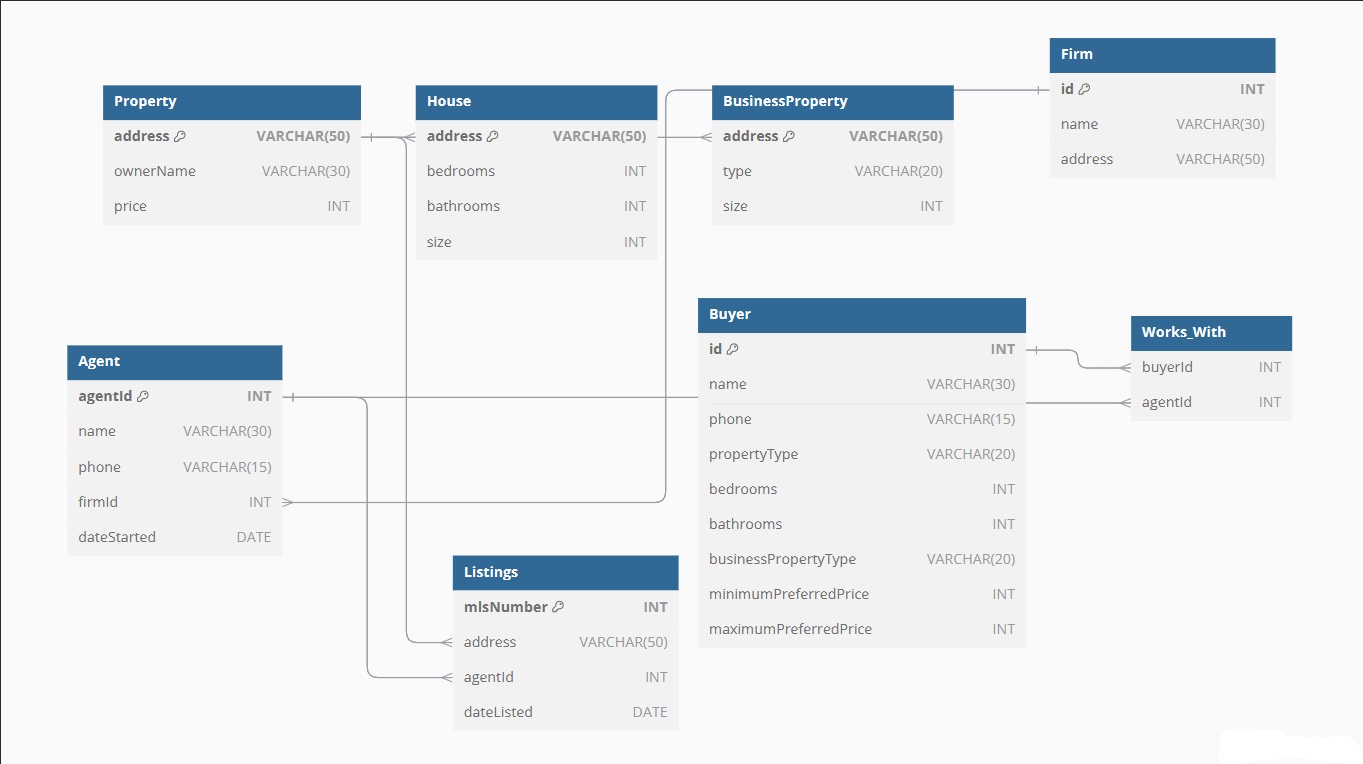 Property
address VARCHAR(50)
ownerName VARCHAR(30)
price INT
House
address VARCHAR(50)
bedrooms INT
bathrooms INT
size INT
BusinessProperty
address VARCHAR(50)
type VARCHAR(20)
size INT
Firm
id INT
name VARCHAR(30)
address VARCHAR(50)
Agent
agentId INT
name VARCHAR(30)
phone VARCHAR(15)
firmId INT
dateStarted DATE
Buyer
id INT
name VARCHAR(30)
phone VARCHAR(15)
propertyType VARCHAR(20)
bedrooms INT
bathrooms INT
businessPropertyType VARCHAR(20)
minimumPreferredPrice INT
maximumPreferredPrice INT
Works_With
buyerId INT
agentId INT
Listings
mlsNumber INT
address VARCHAR(50)
agentId INT
dateListed DATE